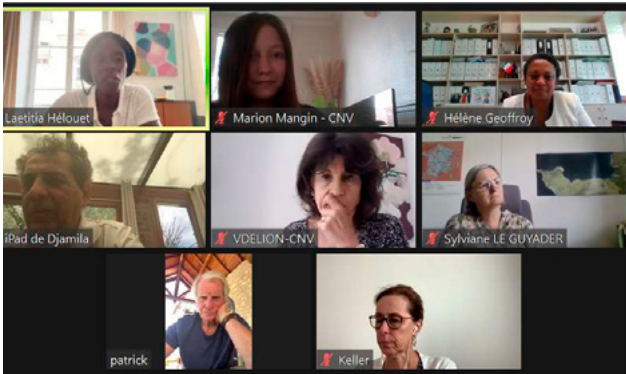 Laetitia Hélouet
Marion Mangin - CNV
Hélène Geoffroy
iPad de Djamila
VDELION-CNV
Sylviane LE GUYADER
patrick
Keller